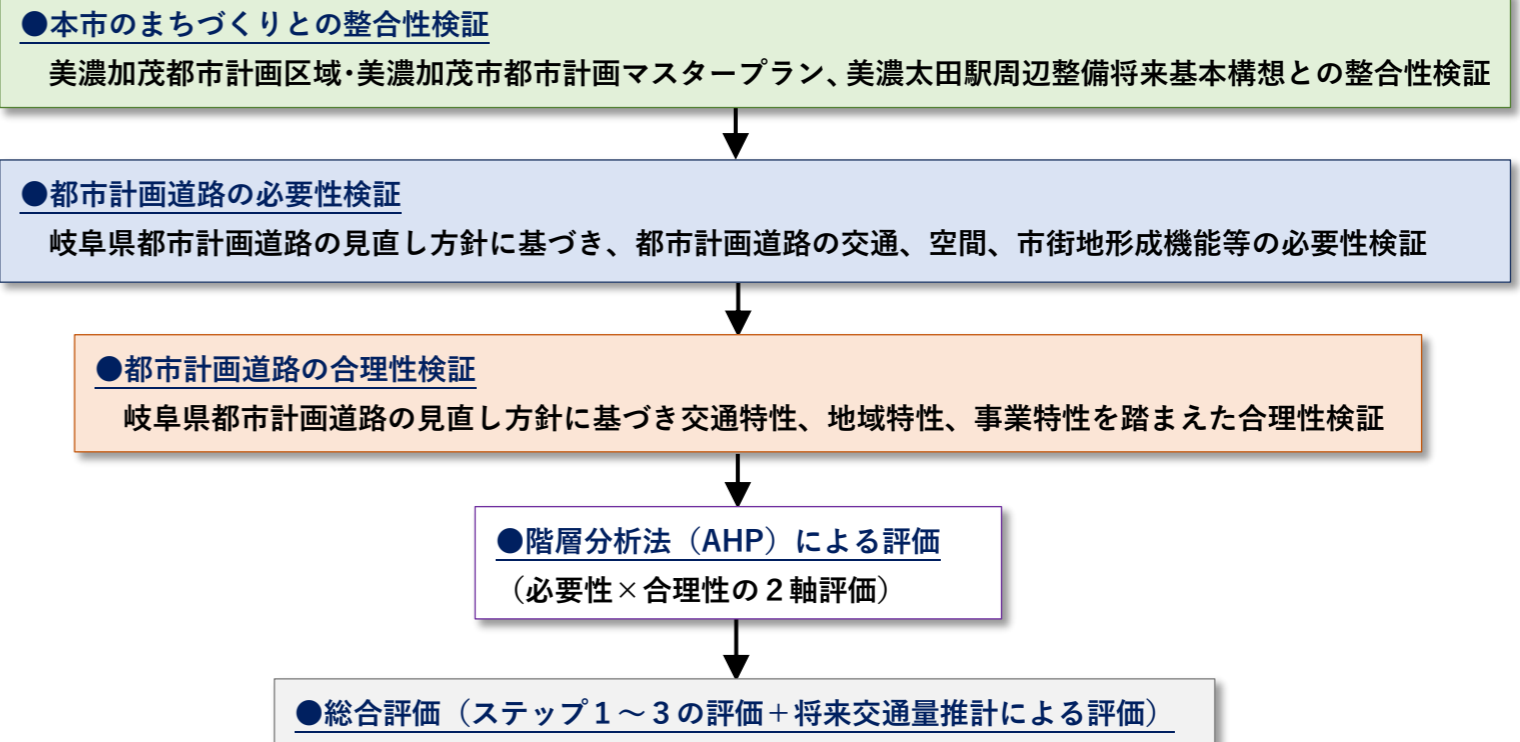 ●本市のまちづくりとの整合性検証
美濃加茂都市計画区域・美濃加茂市都市計画マスタープラン、美濃太田駅周辺整備将来基本構想との整合性検証
●都市計画道路の必要性検証
岐阜県都市計画道路の見直し方針に基づき、都市計画道路の交通、空間、市街地形成機能等の必要性検証
●都市計画道路の合理性検証
岐阜県都市計画道路の見直し方針に基づき交通特性、地域特性、事業特性を踏まえた合理性検証
●階層分析法（AHP）による評価
（必要性×合理性の２軸評価）
●総合評価（ステップ１～３の評価＋将来交通量推計による評価）